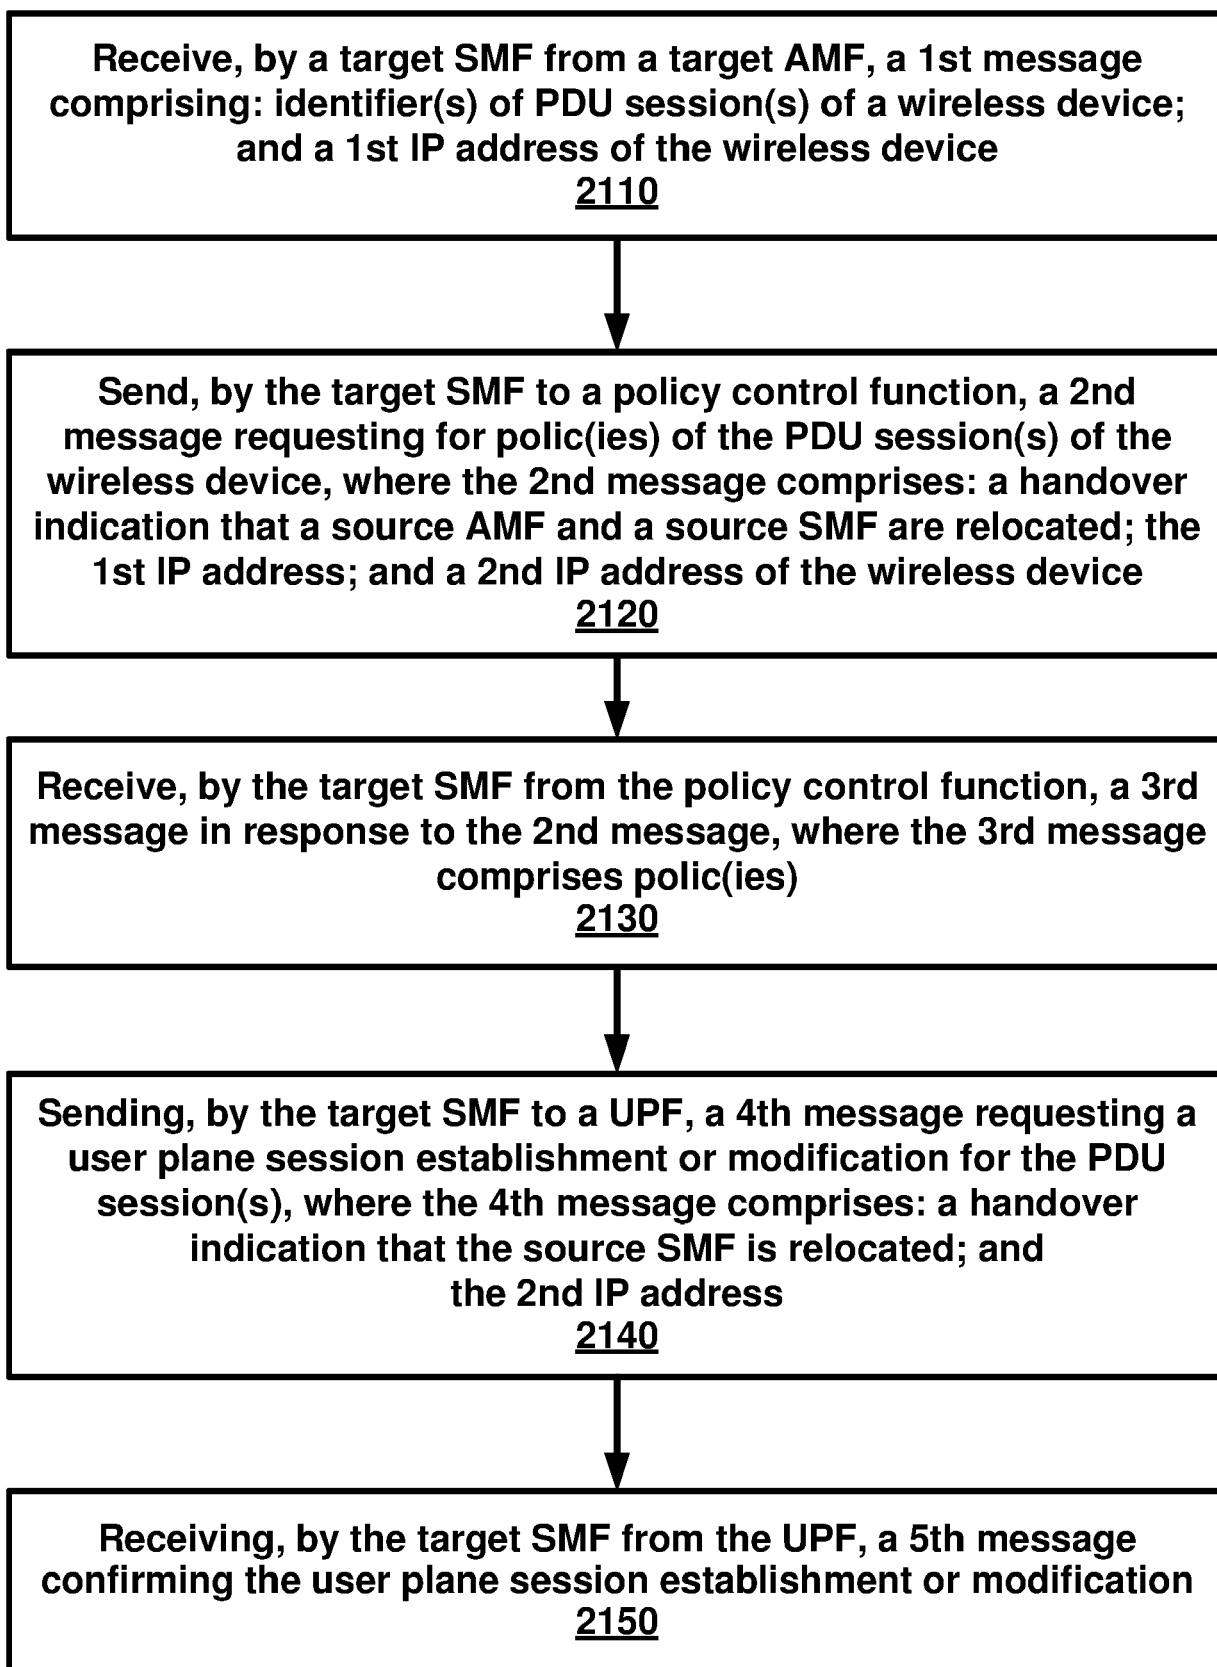 Receive, by a target SMF from a target AMF, a 1st message
comprising: identifier(s) of PDU session(s) of a wireless device;
and a 1st IP address of the wireless device
2110
Send, by the target SMF to a policy control function, a 2nd
message requesting for polic(ies) of the PDU session(s) of the
wireless device, where the 2nd message comprises: a handover
indication that a source AMF and a source SMF are relocated; the
1st IP address; and a 2nd IP address of the wireless device
2120
Receive, by the target SMF from the policy control function, a 3rd
message in response to the 2nd message, where the 3rd message
comprises polic(ies)
2130
Sending, by the target SMF to a UPF, a 4th message requesting a
user plane session establishment or modification for the PDU
session(s), where the 4th message comprises: a handover
indication that the source SMF is relocated; and
the 2nd IP address
2140
Receiving, by the target SMF from the UPF, a 5th message
confirming the user plane session establishment or modification
2150